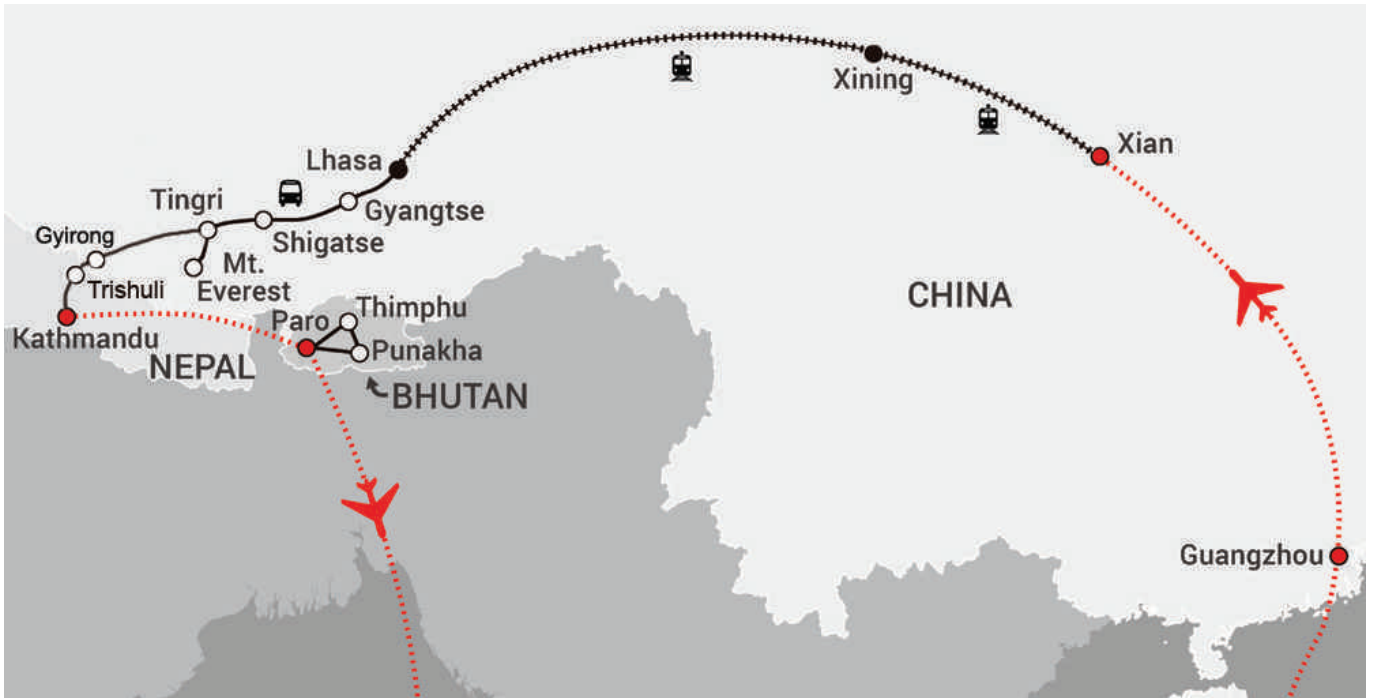 Xining
Xian
Lhasa
Tingri
Gyangtse
Gyirong
Shigatse
Mt.
Everest
Trishuli
CHINA
Thimphu
Paro
Kathmandu
Punakha
NEPAL
BHUTAN
Guangzhou